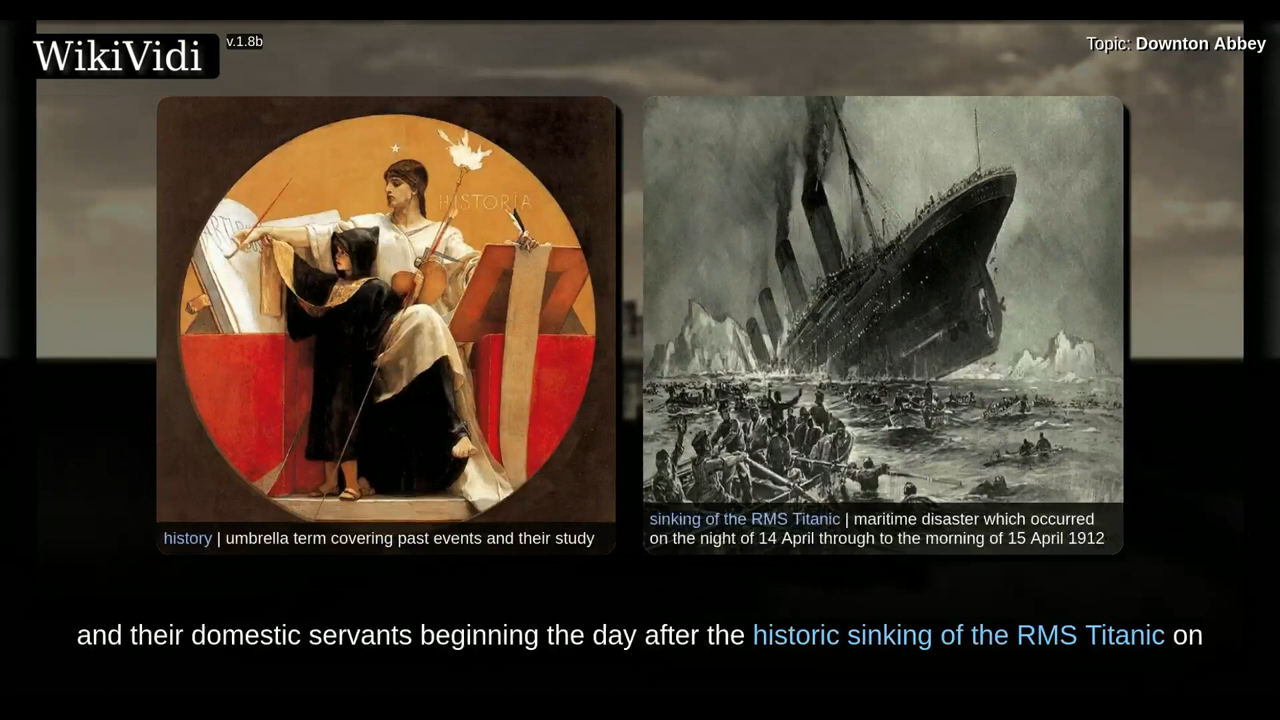 WikiVidi
v.1.8b
Topic: Downton Abbey
HISTORIA
history | umbrella term covering past events and their study
sinking of the RMS Titanic | maritime disaster which occurred
on the night of 14 April through to the morning of 15 April 1912
and their domestic servants beginning the day after the historic sinking of the RMS Titanic on